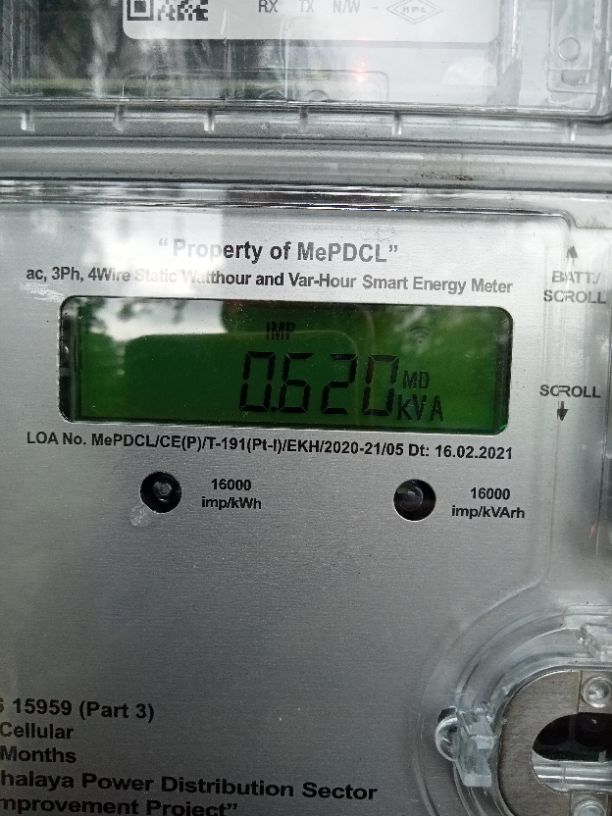 RX TX N/W -
HPL
"Property of MePDCL"
ac, 3Ph, 4Wire Static Watthour and Var-Hour Smart Energy Meter
BATT./
SCROLL
IMP
0.620 MD
kVA
SCROLL
LOA No. MePDCL/CE(P)/T-191(Pt-I)/EKH/2020-21/05 Dt: 16.02.2021
16000
imp/kWh
16000
imp/kVArh
S 15959 (Part 3)
Cellular
Months
halaya Power Distribution Sector
mprovement Project"